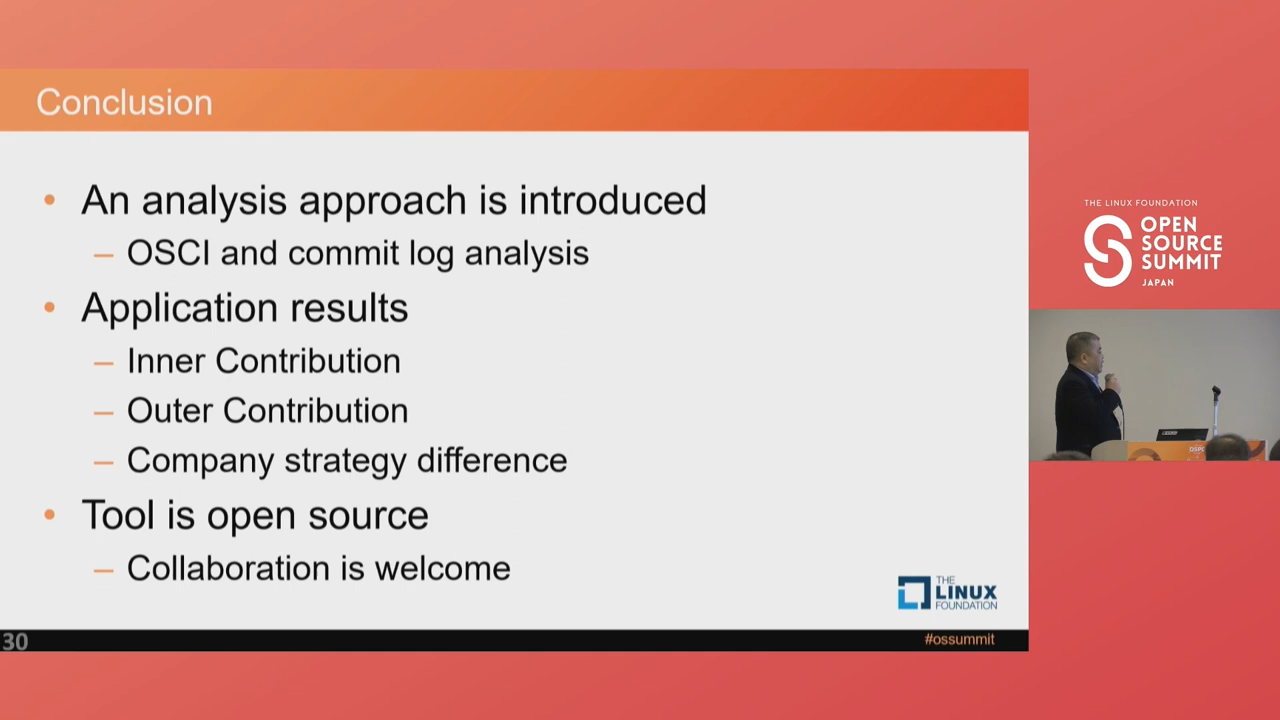 Conclusion
• An analysis approach is introduced
– OSCI and commit log analysis
• Application results
– Inner Contribution
– Outer Contribution
– Company strategy difference
• Tool is open source
– Collaboration is welcome
THE
LINUX
FOUNDATION
30
#ossummit
THE LINUX FOUNDATION
OPEN
SOURCE
SUMMIT
JAPAN